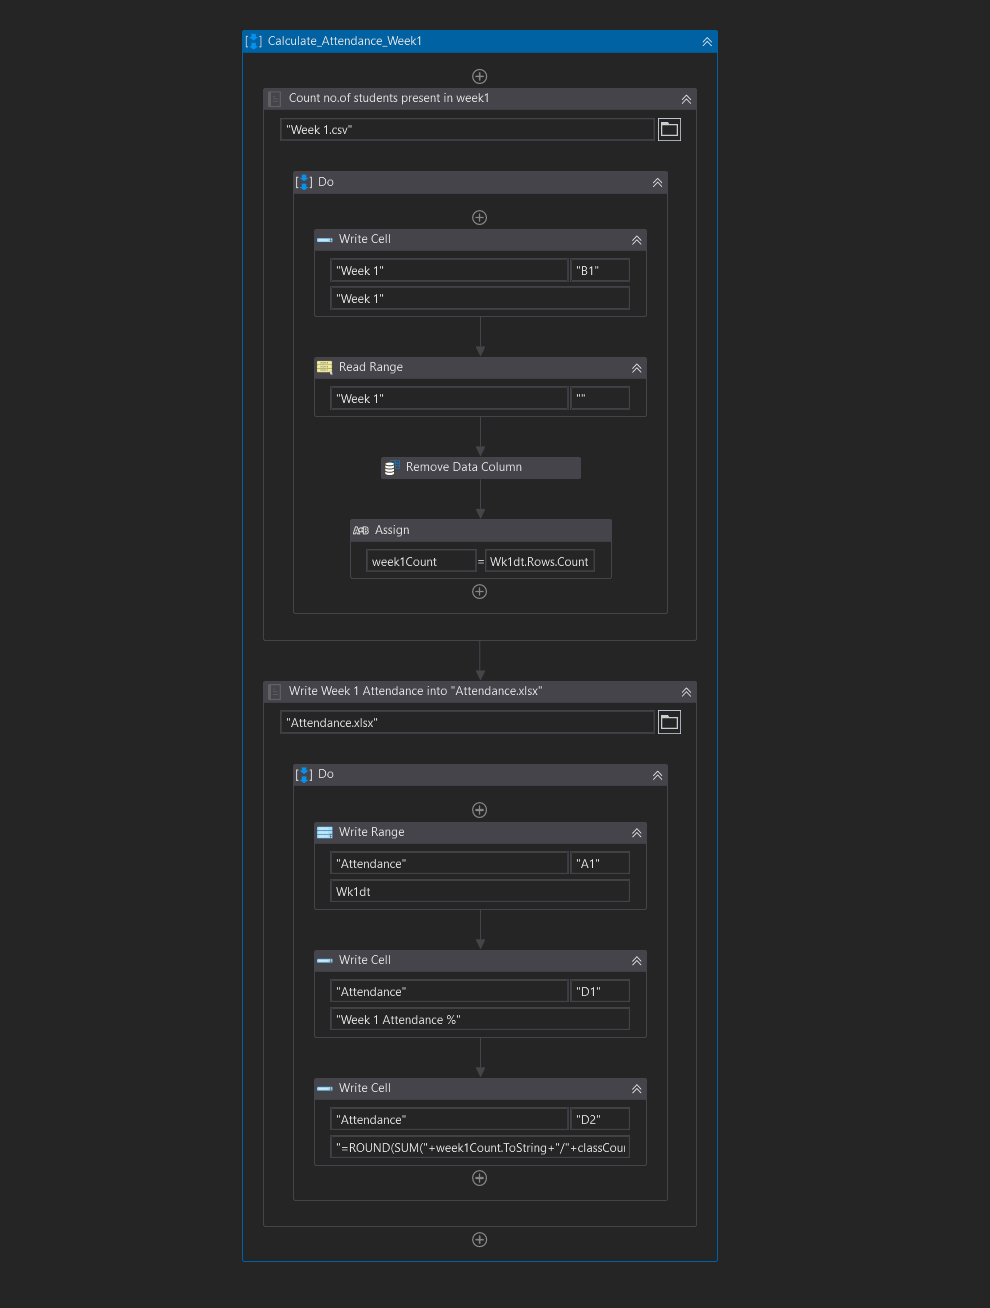 Calculate_Attendance_Week1
Count no.of students present in week1
"Week 1.csv"
Do
Write Cell
"Week 1" "B1"
"Week 1"
Read Range
"Week 1" ""
Remove Data Column
A+B Assign
week1Count = Wk1dt.Rows.Count
Write Week 1 Attendance into "Attendance.xlsx"
"Attendance.xlsx"
Do
Write Range
"Attendance" "A1"
Wk1dt
Write Cell
"Attendance" "D1"
"Week 1 Attendance %"
Write Cell
"Attendance" "D2"
"=ROUND(SUM("+week1Count.ToString+"/"+classCou